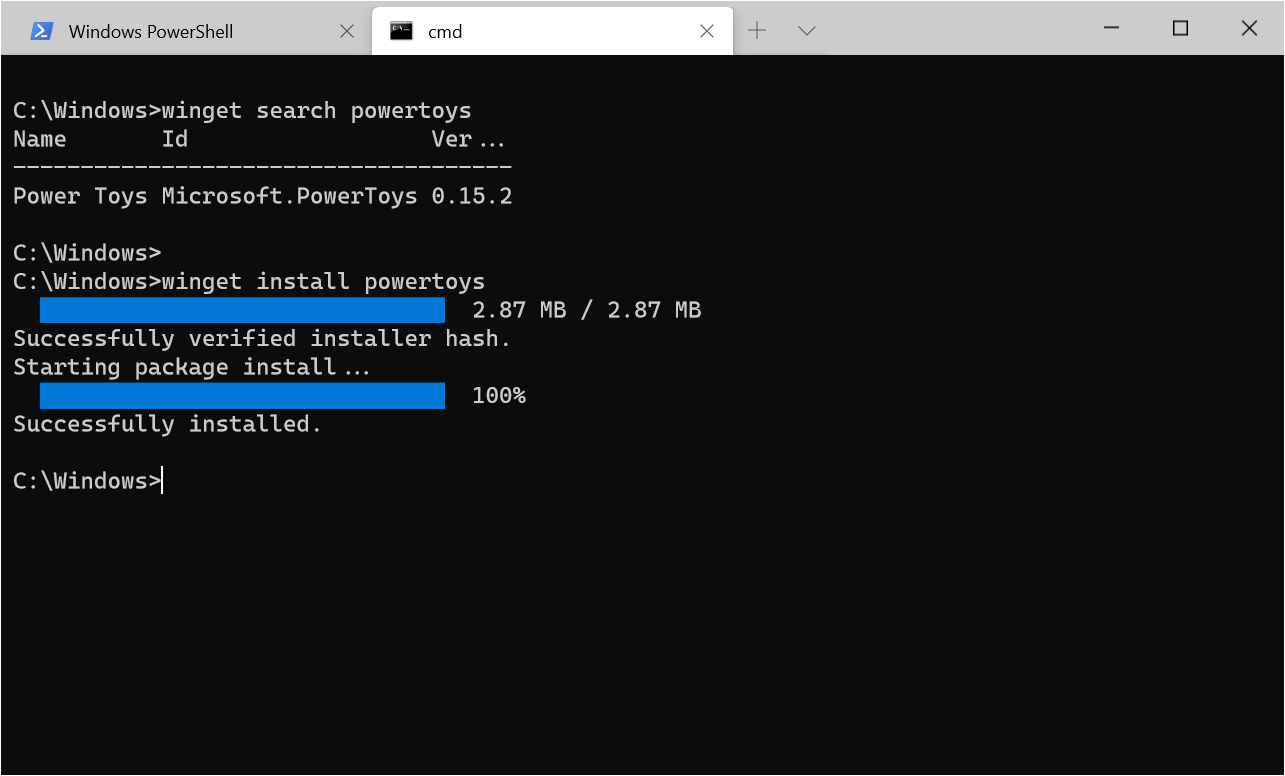 Windows PowerShell
cmd
C:\Windows>winget search powertoys
Name       Id                  Ver...
-------------------------------------
Power Toys Microsoft.PowerToys 0.15.2
C:\Windows>
C:\Windows>winget install powertoys
2.87 MB / 2.87 MB
Successfully verified installer hash.
Starting package install...
100%
Successfully installed.
C:\Windows>